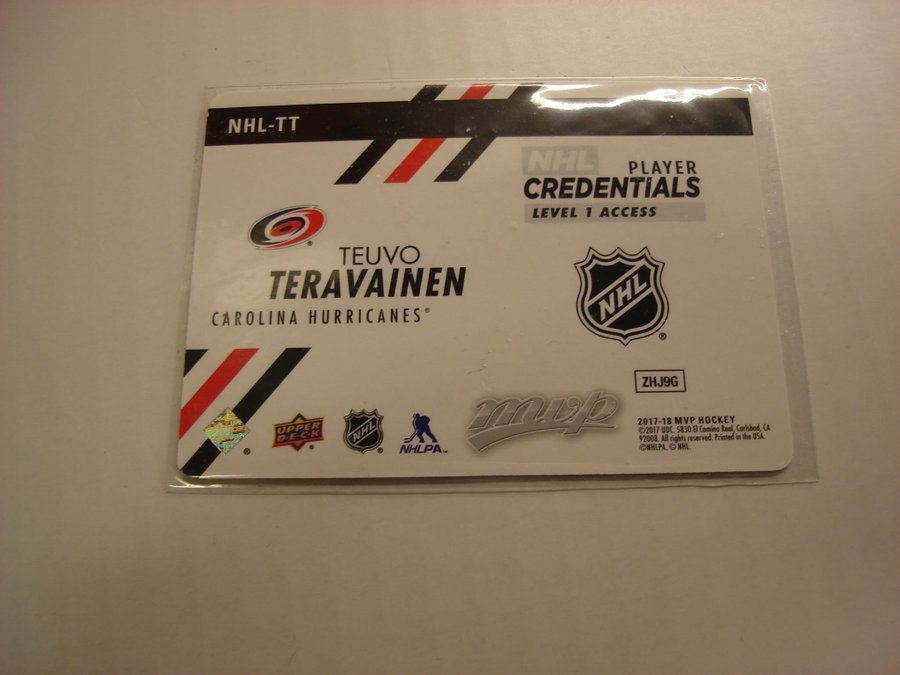 NHL-TT
NHL
PLAYER
CREDENTIALS
LEVEL 1 ACCESS
TEUVO
TERAVAINEN
CAROLINA HURRICANES®
NHL
ZHJ9G
mvp
UPPER
DECK
NHL
NHLPA™
2017-18 MVP HOCKEY
©2017 UDC. 5830 El Camino Real, Carlsbad, CA
92008. All rights reserved. Printed in the USA.
©NHLPA. © NHL.